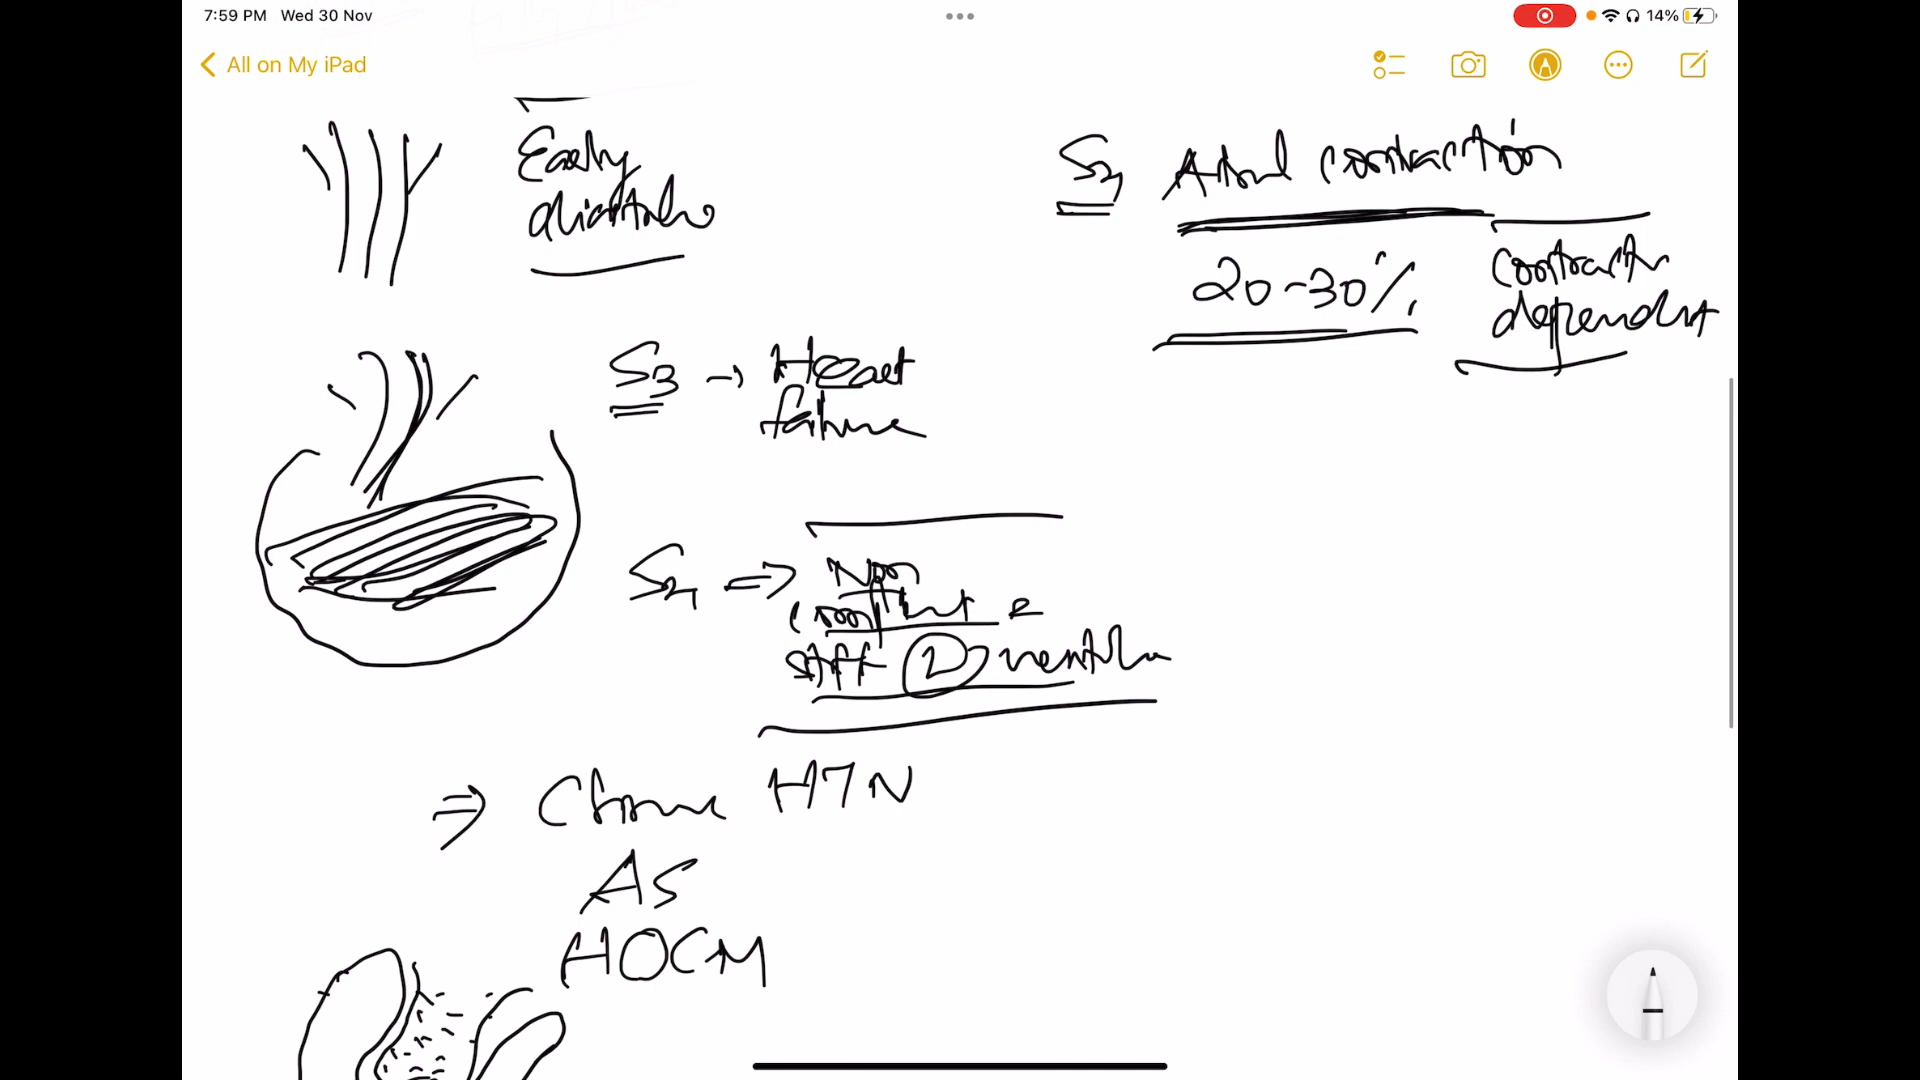 7:59 PM Wed 30 Nov
14%
All on My iPad
Early
diastole
S4 Atrial contraction
20-30%
Contractn
dependent
S3 → Heart
failure
S4 ⇒ Non
compliant &
stiff L ventricle
⇒ Chronic HTN
AS
HOCM